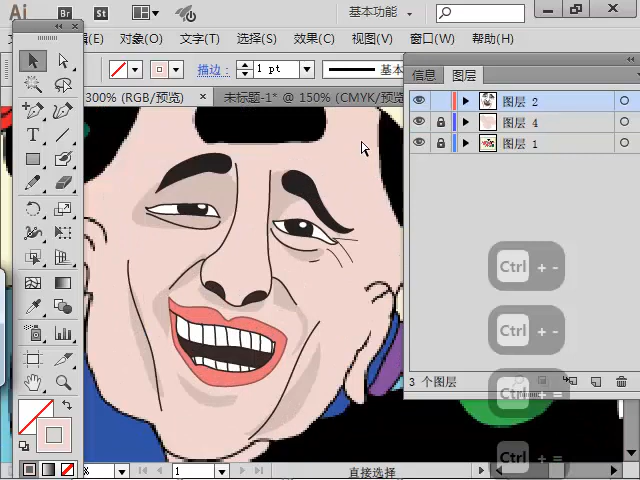 Ai Br St 基本功能
(E) 对象(O) 文字(T) 选择(S) 效果(C) 视图(V) 窗口(W) 帮助(H)
描边: 1 pt 基本
300% (RGB/预览) × 未标题-1* @ 150% (CMYK/预览
信息 图层
图层 2
图层 4
图层 1
3 个图层
Ctrl + -
Ctrl + -
Ctrl + =
Ctrl + =
% 1 直接选择